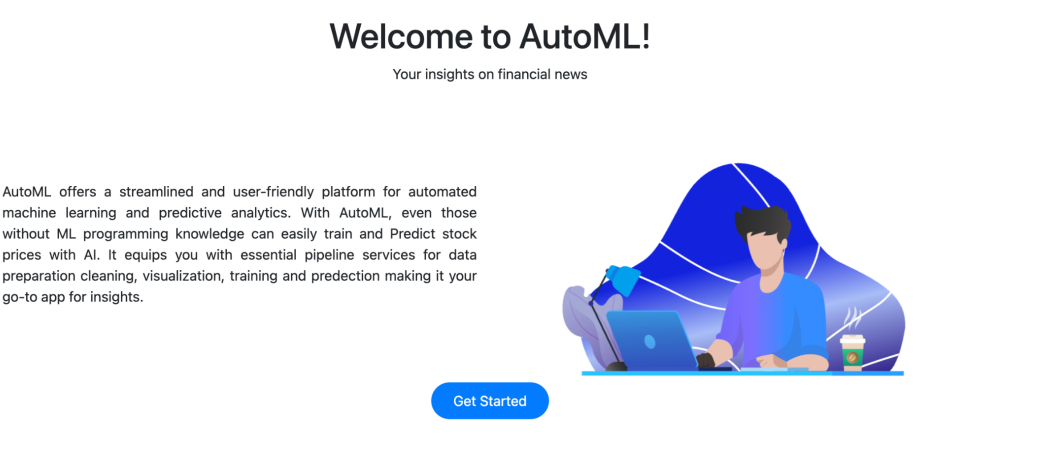 Welcome to AutoML!
Your insights on financial news
AutoML offers a streamlined and user-friendly platform for automated
machine learning and predictive analytics. With AutoML, even those
without ML programming knowledge can easily train and Predict stock
prices with AI. It equips you with essential pipeline services for data
preparation cleaning, visualization, training and predection making it your
go-to app for insights.
Get Started